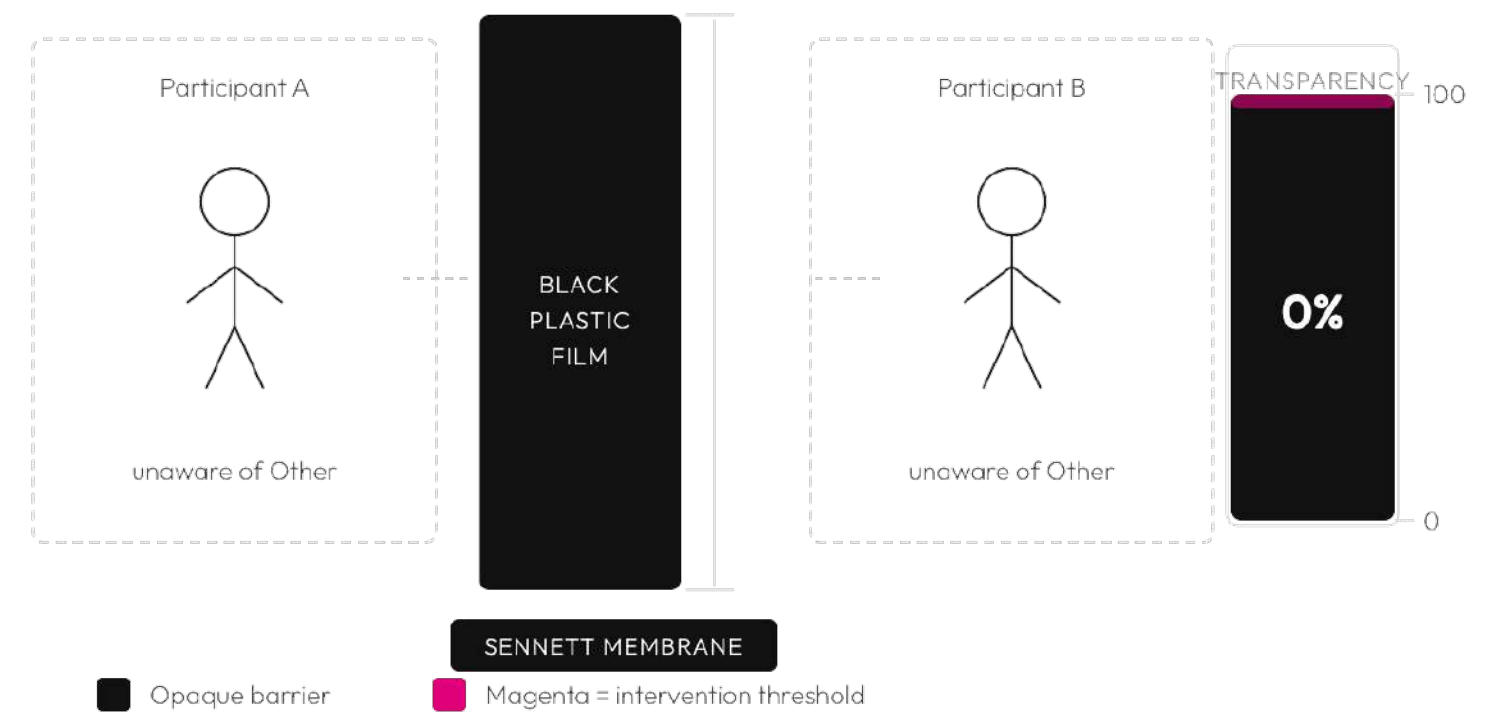 Participant A
unaware of Other
BLACK
PLASTIC
FILM
Participant B
unaware of Other
TRANSPARENCY
100
0%
0
SENNETT MEMBRANE
Opaque barrier
Magenta = intervention threshold